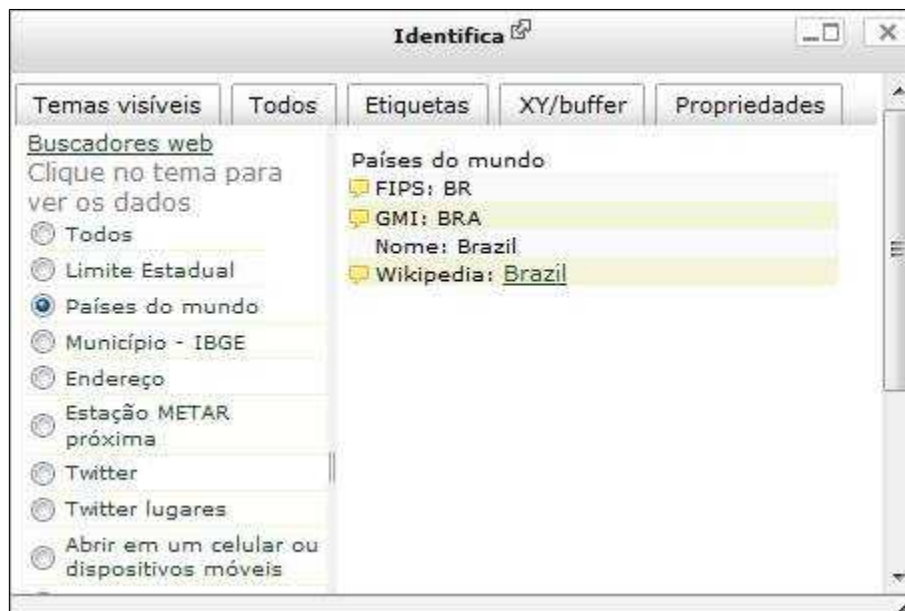 Identifica
Temas visíveis
Todos
Etiquetas
XY/buffer
Propriedades
Buscadores web
Clique no tema para
ver os dados
Todos
Limite Estadual
Países do mundo
Município - IBGE
Endereço
Estação METAR
próxima
Twitter
Twitter lugares
Abrir em um celular ou
dispositivos móveis
Países do mundo
FIPS: BR
GMI: BRA
Nome: Brazil
Wikipedia: Brazil